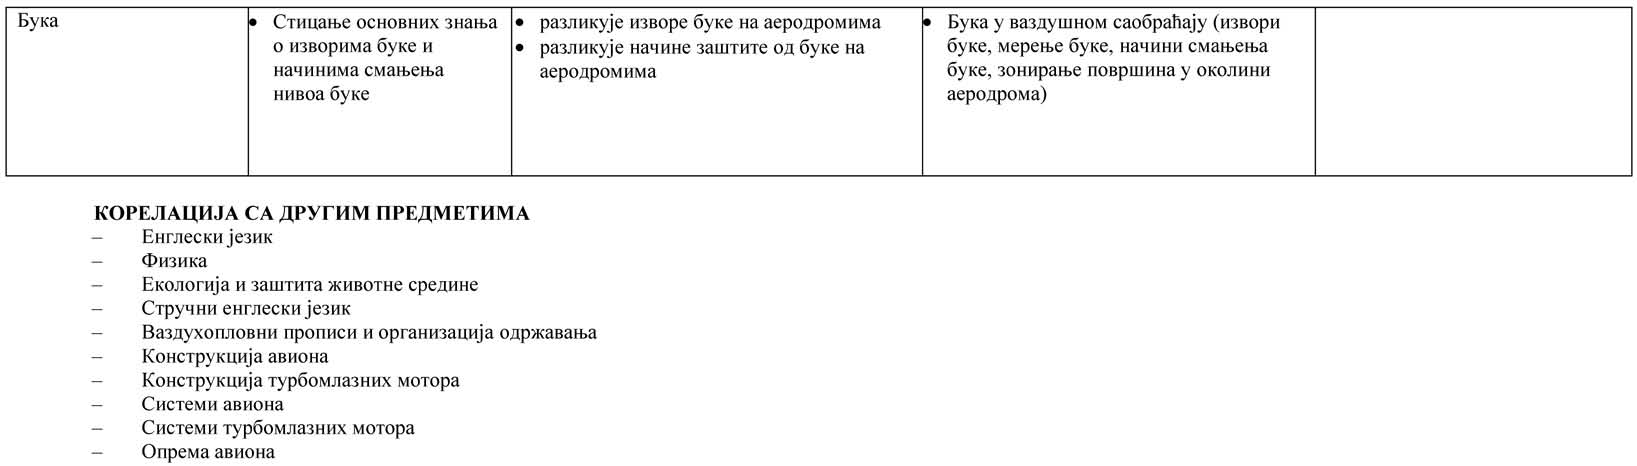 Бука
• Стицање основних знања
о изворима буке и
начинима смањења
нивоа буке
• разликује изворе буке на аеродромима
• разликује начине заштите од буке на
аеродромима
• Бука у ваздушном саобраћају (извори
буке, мерење буке, начини смањења
буке, зонирање површина у околини
аеродрома)
КОРЕЛАЦИЈА СА ДРУГИМ ПРЕДМЕТИМА
– Енглески језик
– Физика
– Екологија и заштита животне средине
– Стручни енглески језик
– Ваздухопловни прописи и организација одржавања
– Конструкција авиона
– Конструкција турбомлазних мотора
– Системи авиона
– Системи турбомлазних мотора
– Опрема авиона